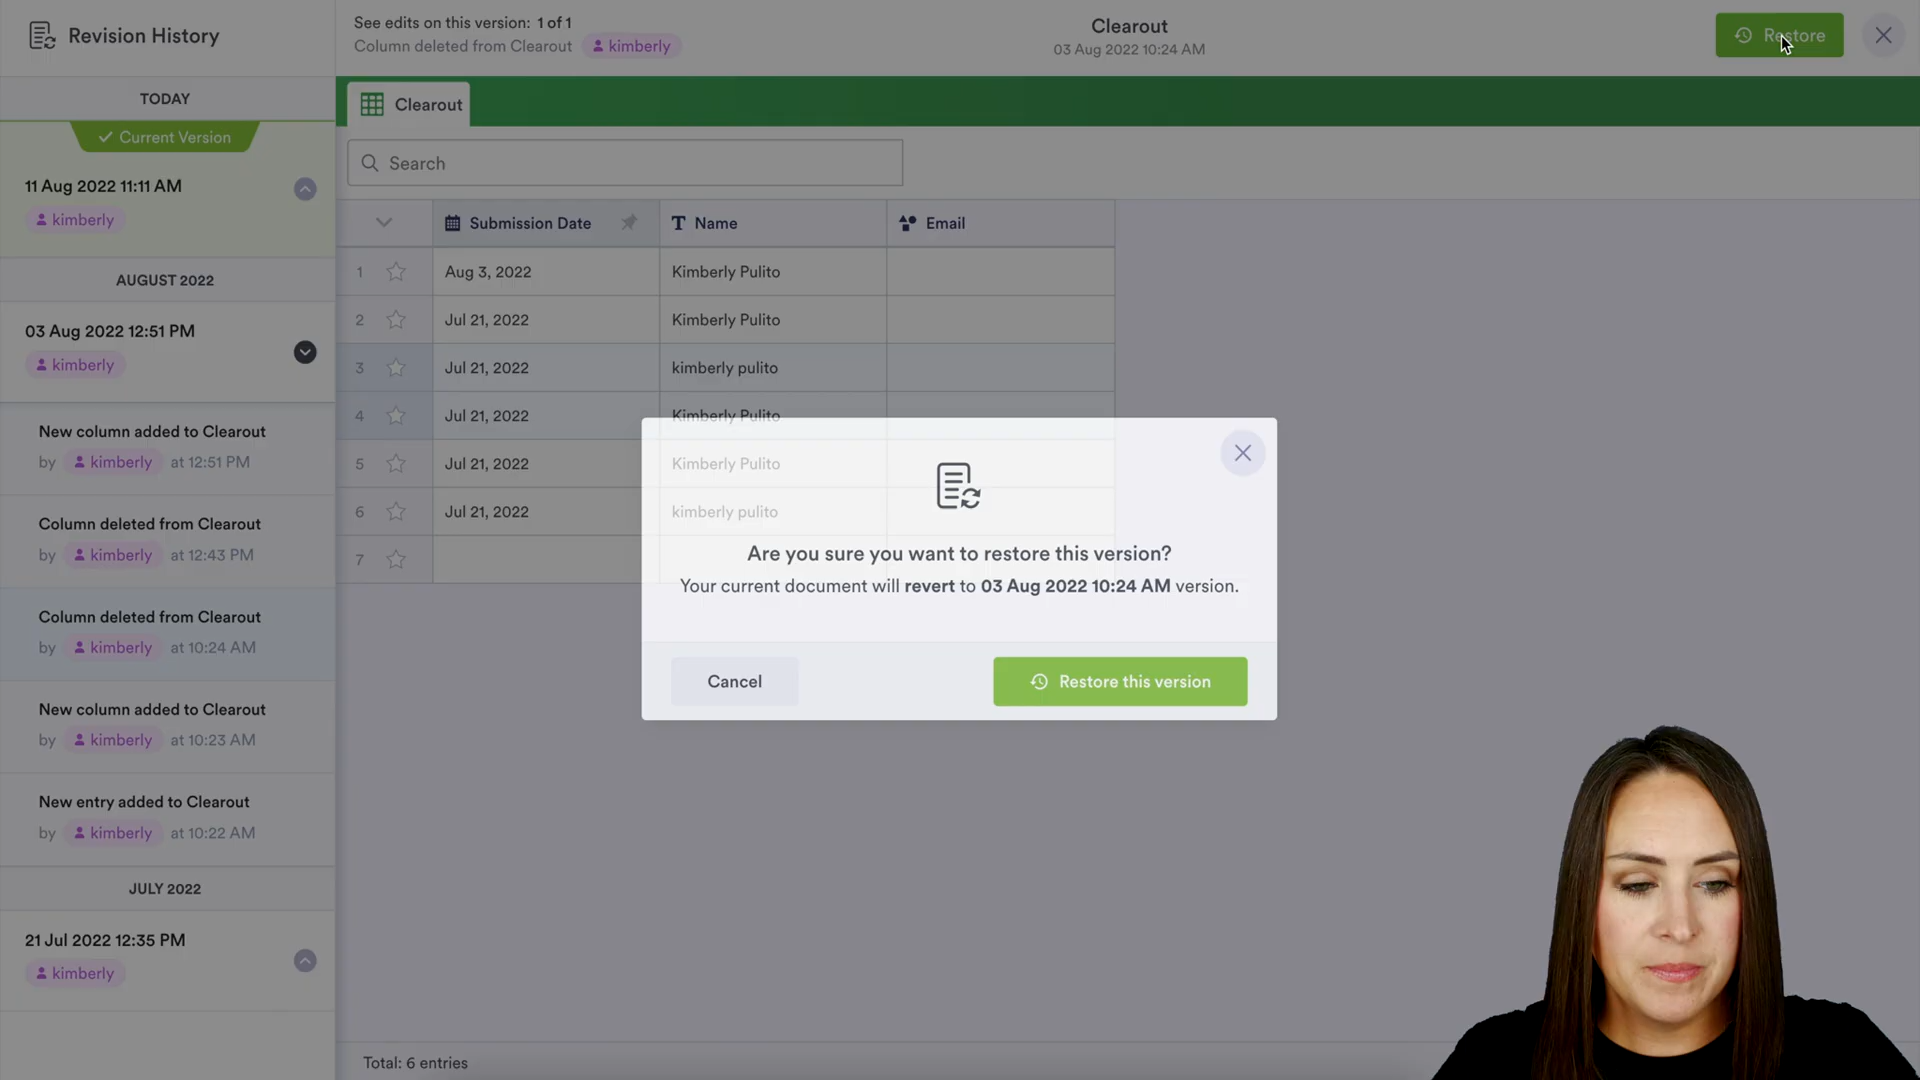 Revision History
See edits on this version: 1 of 1
Column deleted from Clearout kimberly
Clearout
03 Aug 2022 10:24 AM
Restore
TODAY
Current Version
11 Aug 2022 11:11 AM
kimberly
AUGUST 2022
03 Aug 2022 12:51 PM
kimberly
New column added to Clearout
by kimberly at 12:51 PM
Column deleted from Clearout
by kimberly at 12:43 PM
Column deleted from Clearout
by kimberly at 10:24 AM
New column added to Clearout
by kimberly at 10:23 AM
New entry added to Clearout
by kimberly at 10:22 AM
JULY 2022
21 Jul 2022 12:35 PM
kimberly
Clearout
Search
Submission Date Name Email
1 Aug 3, 2022 Kimberly Pulito
2 Jul 21, 2022 Kimberly Pulito
3 Jul 21, 2022 kimberly pulito
4 Jul 21, 2022 Kimberly Pulito
5 Jul 21, 2022 Kimberly Pulito
6 Jul 21, 2022 kimberly pulito
7
Are you sure you want to restore this version?
Your current document will revert to 03 Aug 2022 10:24 AM version.
Cancel
Restore this version
Total: 6 entries